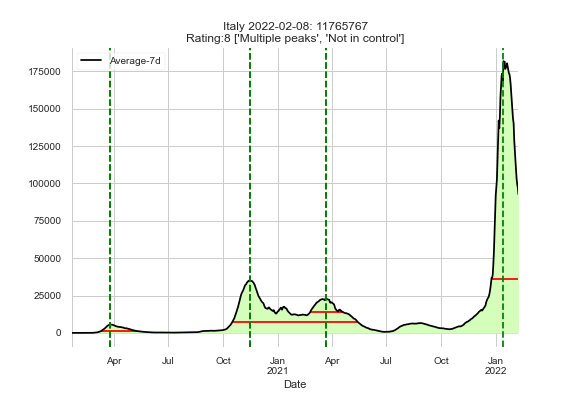 Italy 2022-02-08: 11765767
Rating:8 ['Multiple peaks', 'Not in control']
Average-7d
175000
150000
125000
100000
75000
50000
25000
0
Apr Jul Oct Jan Apr Jul Oct Jan
2021 2022
Date